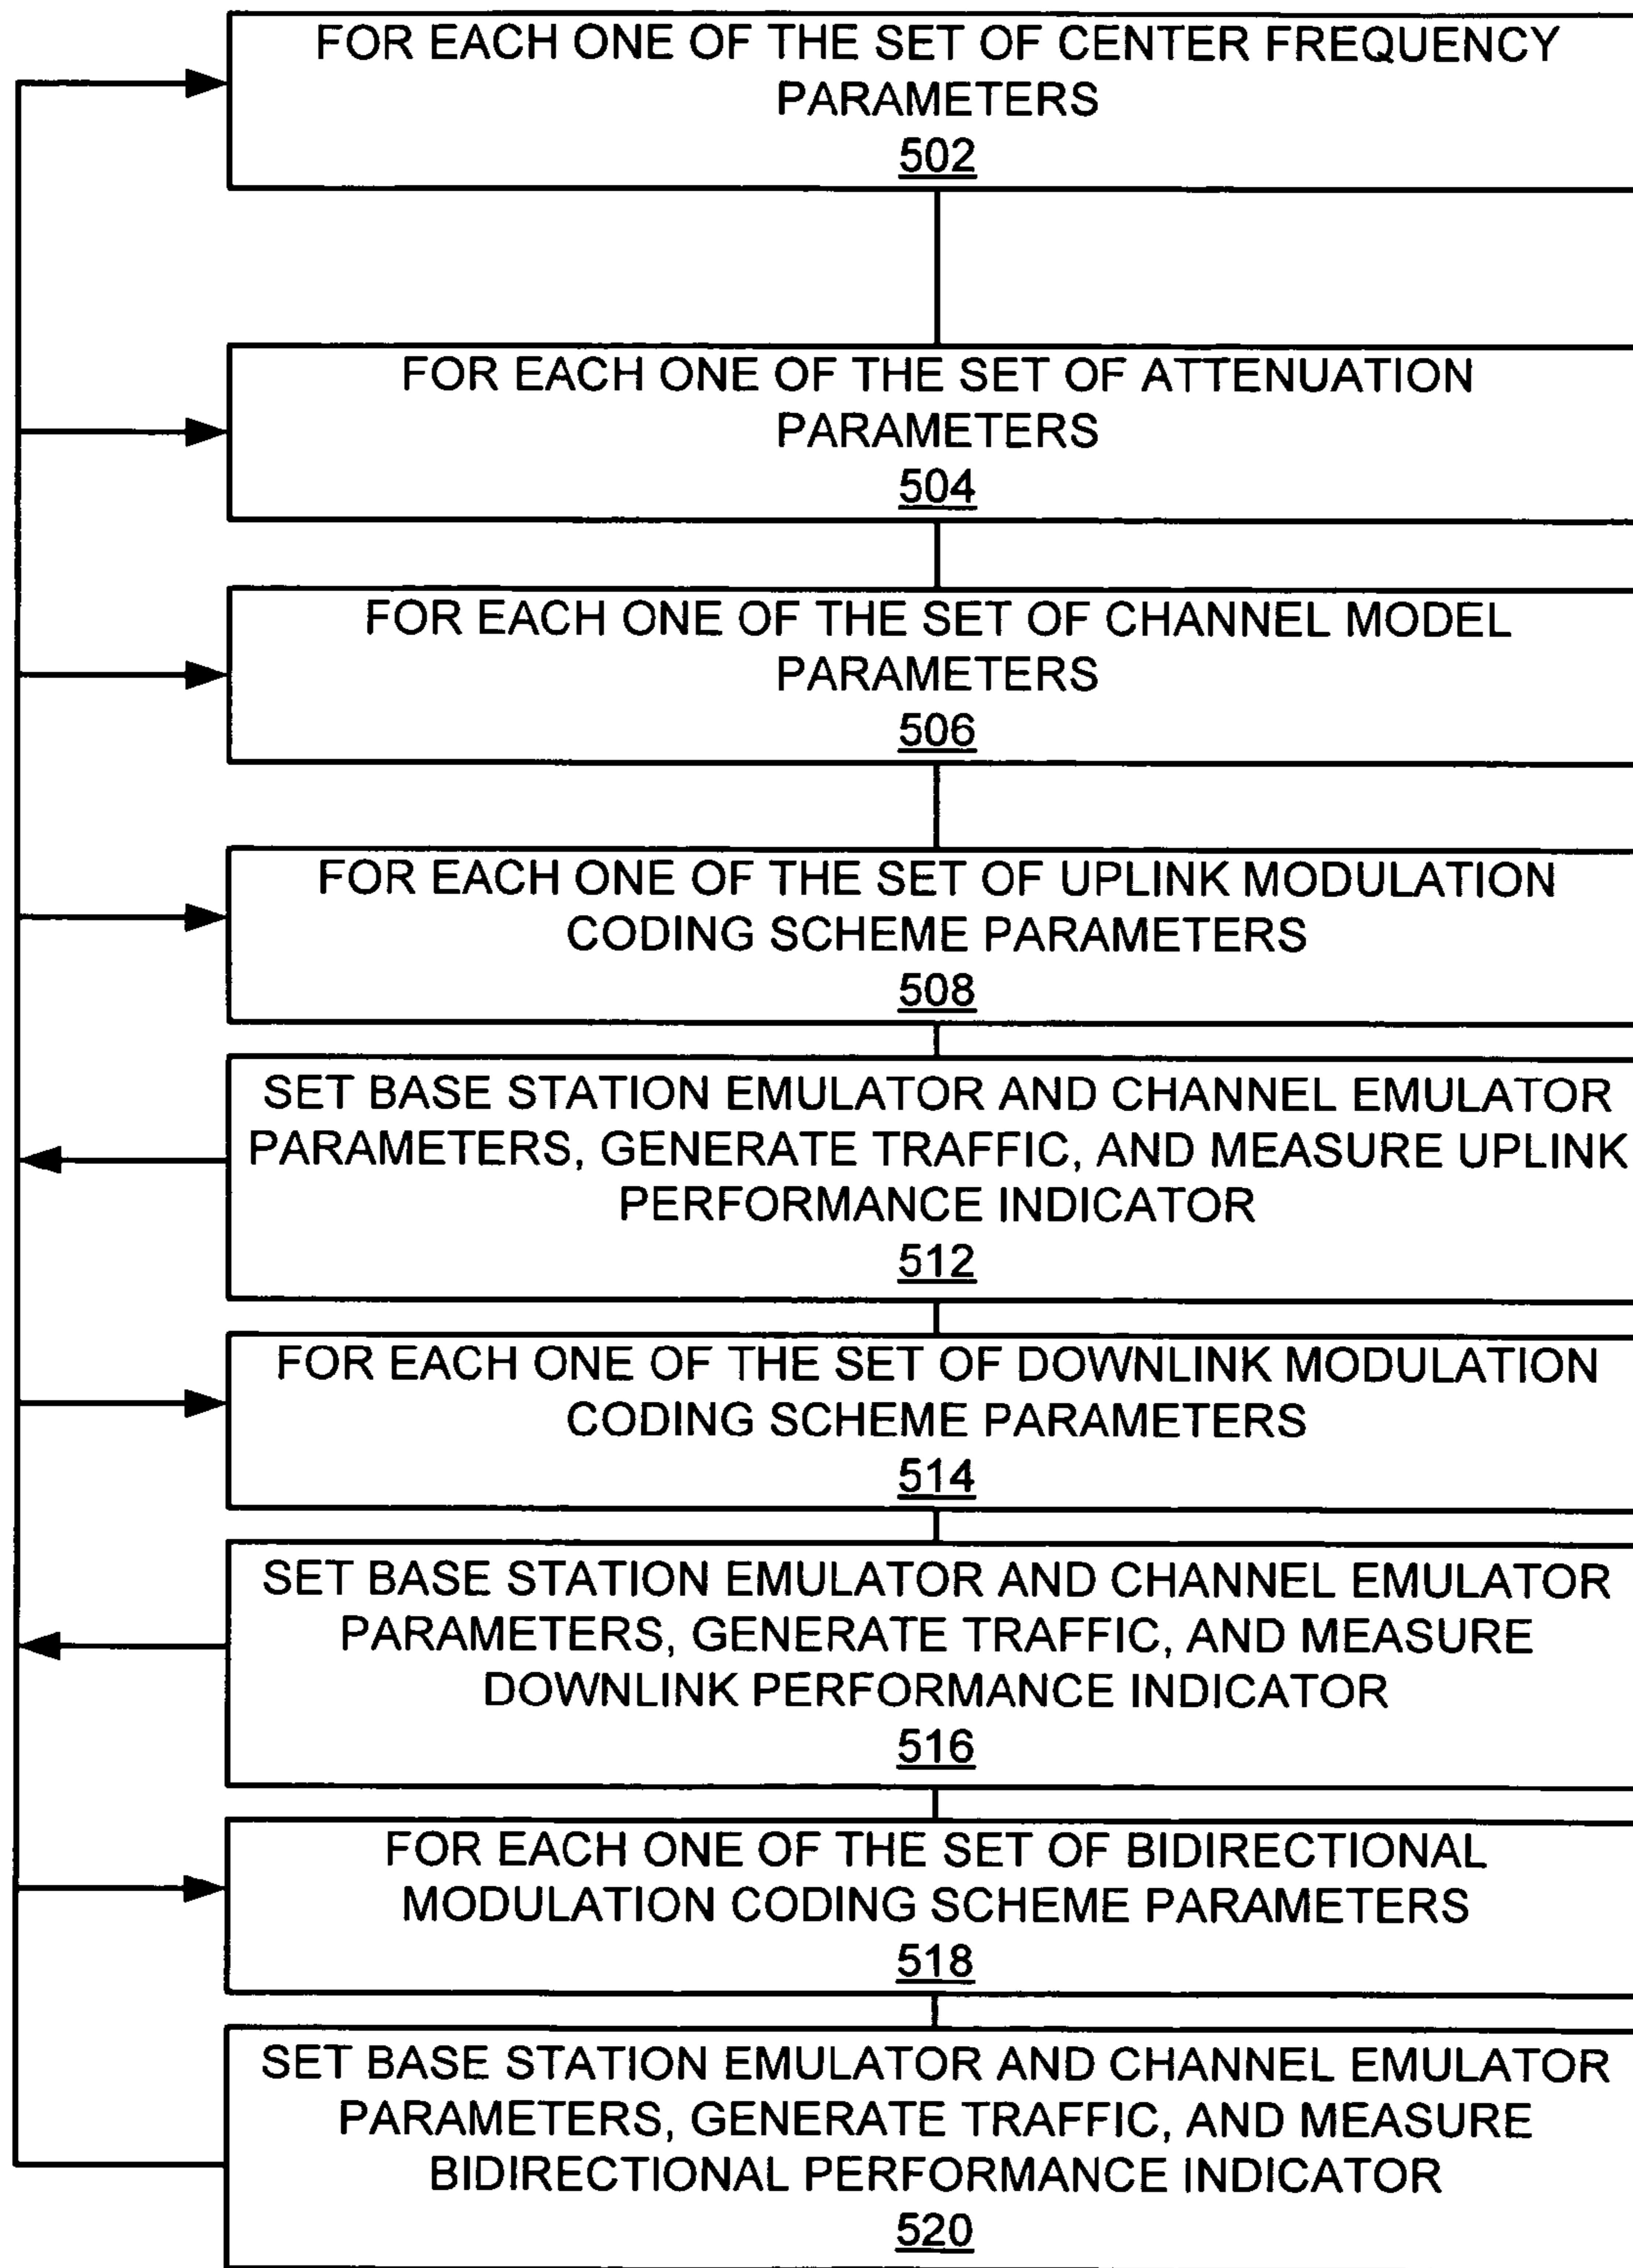 FOR EACH ONE OF THE SET OF CENTER FREQUENCY
PARAMETERS
502
FOR EACH ONE OF THE SET OF ATTENUATION
PARAMETERS
504
FOR EACH ONE OF THE SET OF CHANNEL MODEL
PARAMETERS
506
FOR EACH ONE OF THE SET OF UPLINK MODULATION
CODING SCHEME PARAMETERS
508
SET BASE STATION EMULATOR AND CHANNEL EMULATOR
PARAMETERS, GENERATE TRAFFIC, AND MEASURE UPLINK
PERFORMANCE INDICATOR
512
FOR EACH ONE OF THE SET OF DOWNLINK MODULATION
CODING SCHEME PARAMETERS
514
SET BASE STATION EMULATOR AND CHANNEL EMULATOR
PARAMETERS, GENERATE TRAFFIC, AND MEASURE
DOWNLINK PERFORMANCE INDICATOR
516
FOR EACH ONE OF THE SET OF BIDIRECTIONAL
MODULATION CODING SCHEME PARAMETERS
518
SET BASE STATION EMULATOR AND CHANNEL EMULATOR
PARAMETERS, GENERATE TRAFFIC, AND MEASURE
BIDIRECTIONAL PERFORMANCE INDICATOR
520